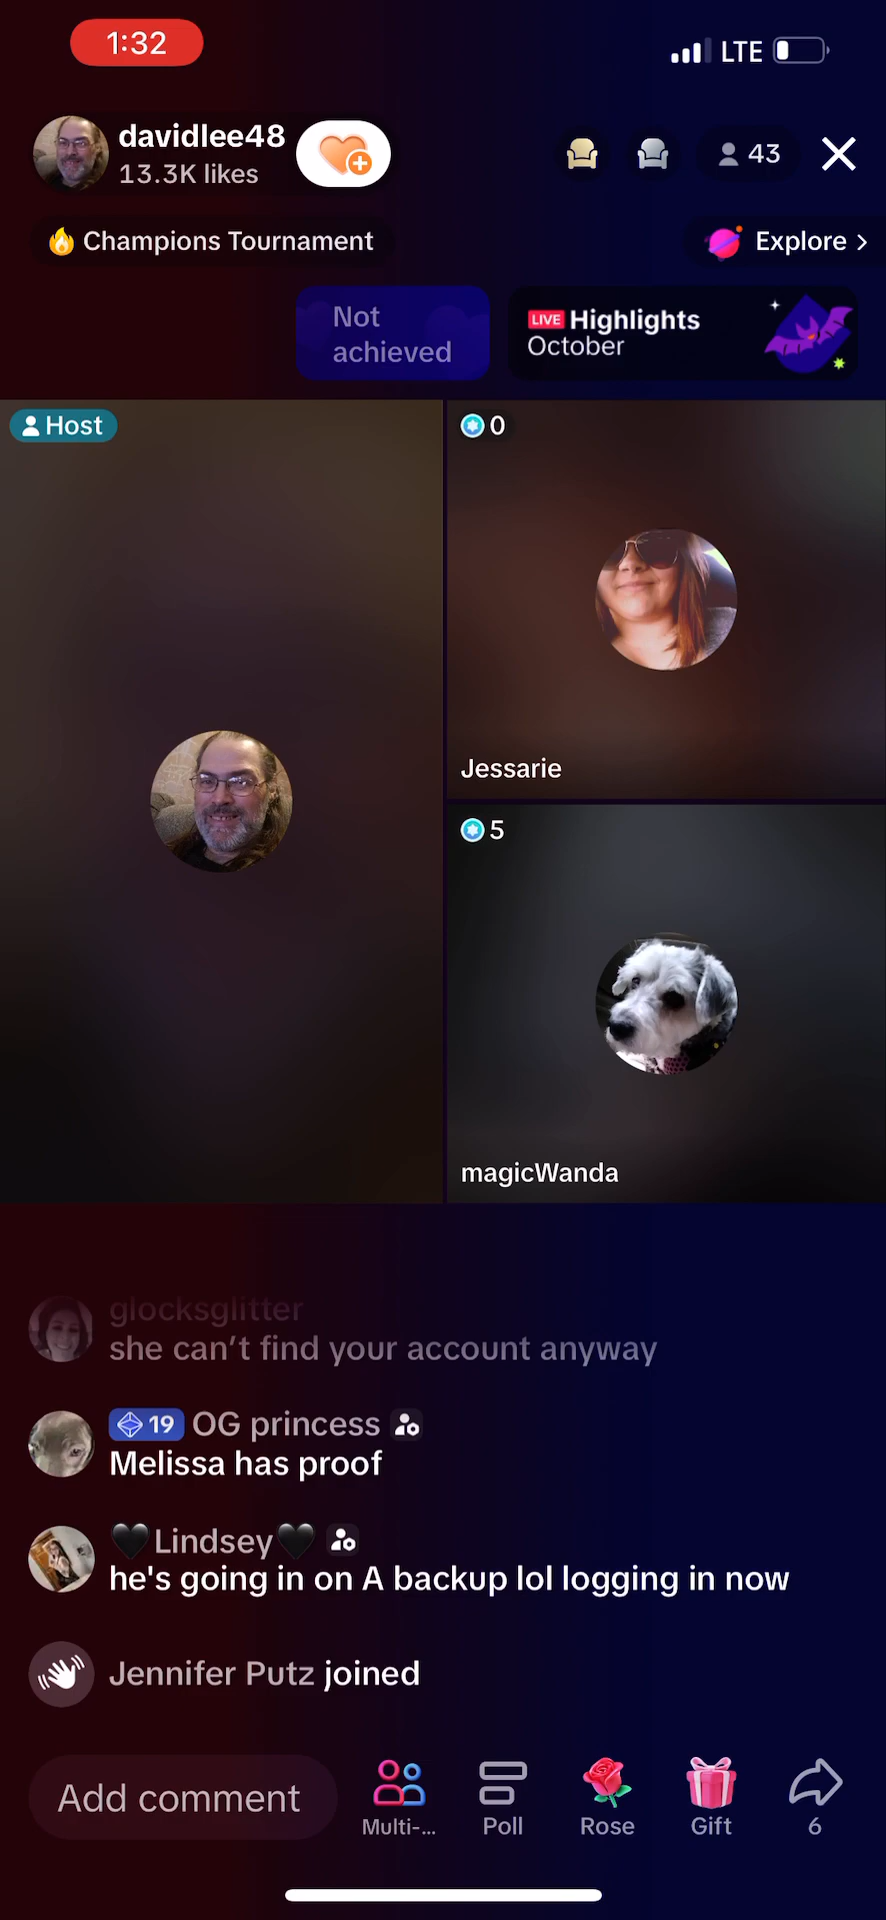 1:32
LTE
davidlee48
13.3K likes
43
Champions Tournament
Explore >
Not
achieved
LIVE Highlights
October
Host
0
Jessarie
5
magicWanda
glocksglitter
she can't find your account anyway
19 OG princess
Melissa has proof
🖤Lindsey🖤
he's going in on A backup lol logging in now
Jennifer Putz joined
Add comment
Multi-...
Poll
Rose
Gift
6